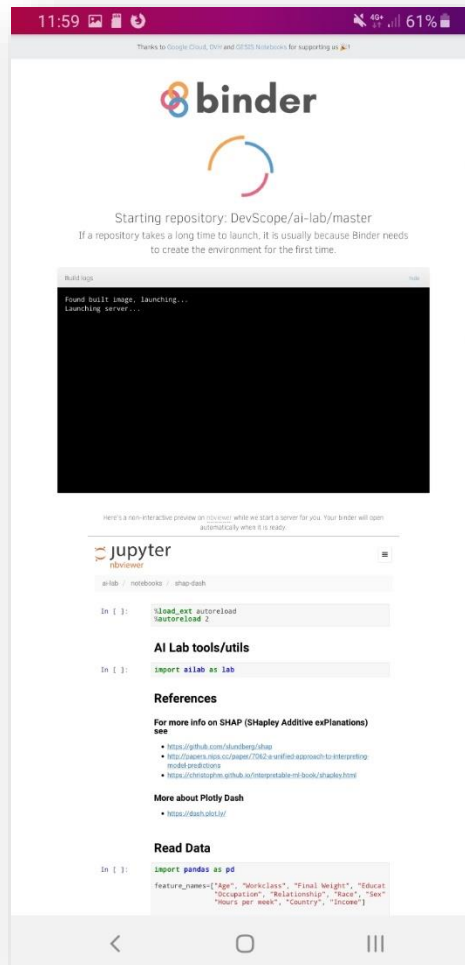 11:59 4G+ 61%
Thanks to Google Cloud, OVH and GESIS Notebooks for supporting us 🎉!
binder
Starting repository: DevScope/ai-lab/master
If a repository takes a long time to launch, it is usually because Binder needs
to create the environment for the first time.
Build logs hide
Found built image, launching...
Launching server...
Here's a non-interactive preview on nbviewer while we start a server for you. Your binder will open
automatically when it is ready.
jupyter
nbviewer
ai-lab / notebooks / shap-dash
In [ ]: %load_ext autoreload
%autoreload 2
AI Lab tools/utils
In [ ]: import ailab as lab
References
For more info on SHAP (SHapley Additive exPlanations)
see
• https://github.com/slundberg/shap
• http://papers.nips.cc/paper/7062-a-unified-approach-to-interpreting-
model-predictions
• https://christophm.github.io/interpretable-ml-book/shapley.html
More about Plotly Dash
• https://dash.plot.ly/
Read Data
In [ ]: import pandas as pd
feature_names=["Age", "Workclass", "Final Weight", "Educat
"Occupation", "Relationship", "Race", "Sex"
"Hours per week", "Country", "Income"]